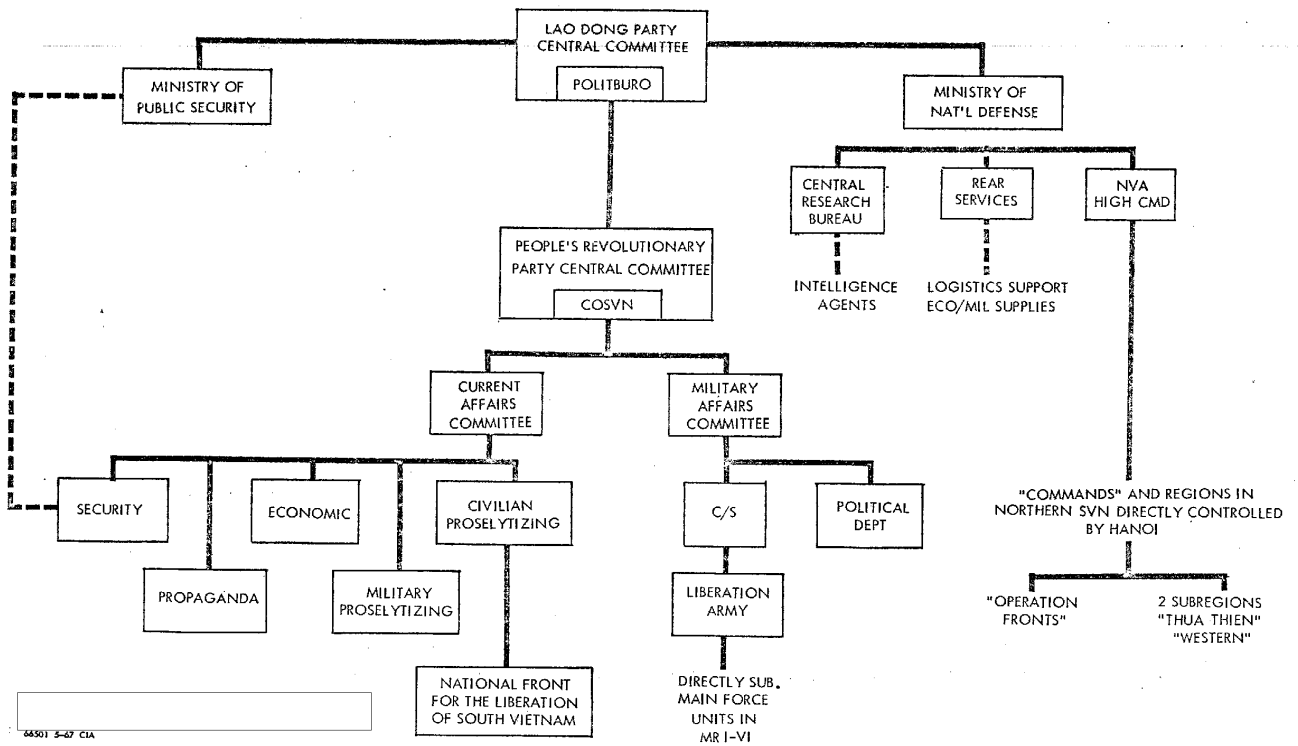 LAO DONG PARTY
CENTRAL COMMITTEE
POLITBURO
MINISTRY OF
PUBLIC SECURITY
MINISTRY OF
NAT'L DEFENSE
CENTRAL
RESEARCH
BUREAU
REAR
SERVICES
NVA
HIGH CMD
INTELLIGENCE
AGENTS
LOGISTICS SUPPORT
ECO/MIL SUPPLIES
PEOPLE'S REVOLUTIONARY
PARTY CENTRAL COMMITTEE
COSVN
CURRENT
AFFAIRS
COMMITTEE
MILITARY
AFFAIRS
COMMITTEE
SECURITY
ECONOMIC
CIVILIAN
PROSELYTIZING
C/S
POLITICAL
DEPT
"COMMANDS" AND REGIONS IN
NORTHERN SVN DIRECTLY CONTROLLED
BY HANOI
PROPAGANDA
MILITARY
PROSELYTIZING
LIBERATION
ARMY
"OPERATION
FRONTS"
2 SUBREGIONS
"THUA THIEN"
"WESTERN"
NATIONAL FRONT
FOR THE LIBERATION
OF SOUTH VIETNAM
DIRECTLY SUB.
MAIN FORCE
UNITS IN
MR I-VI
66501 5-67 CIA